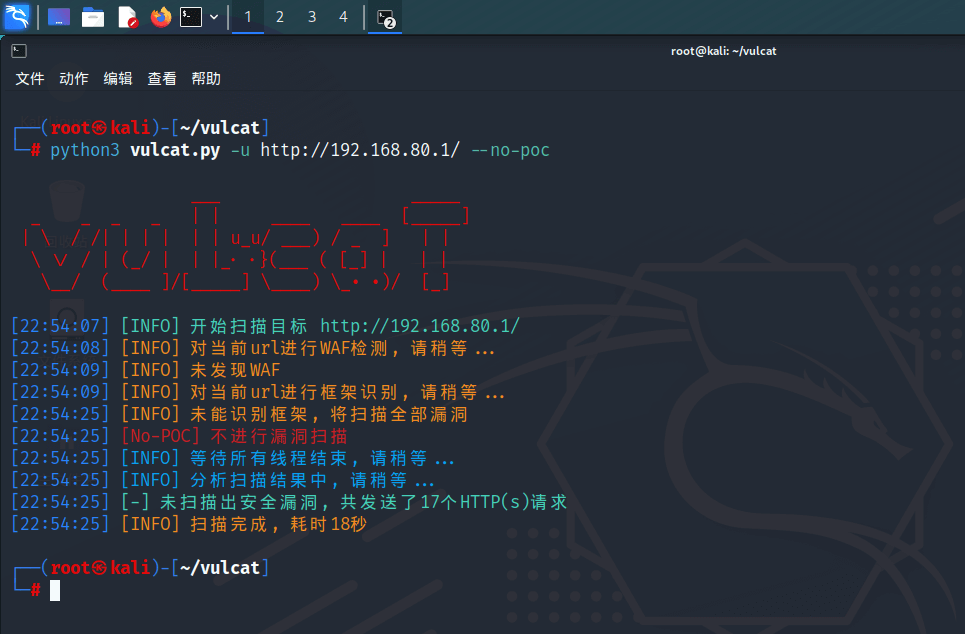 1 2 3 4 2
root@kali: ~/vulcat
文件 动作 编辑 查看 帮助
┌──(root㉿kali)-[~/vulcat]
└─# python3 vulcat.py -u http://192.168.80.1/ --no-poc
[22:54:07] [INFO] 开始扫描目标 http://192.168.80.1/
[22:54:08] [INFO] 对当前url进行WAF检测, 请稍等...
[22:54:09] [INFO] 未发现WAF
[22:54:09] [INFO] 对当前url进行框架识别, 请稍等...
[22:54:25] [INFO] 未能识别框架, 将扫描全部漏洞
[22:54:25] [No-POC] 不进行漏洞扫描
[22:54:25] [INFO] 等待所有线程结束, 请稍等...
[22:54:25] [INFO] 分析扫描结果中, 请稍等...
[22:54:25] [-] 未扫描出安全漏洞, 共发送了17个HTTP(s)请求
[22:54:25] [INFO] 扫描完成, 耗时18秒
┌──(root㉿kali)-[~/vulcat]
└─#